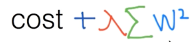 cost + λ∑ w²